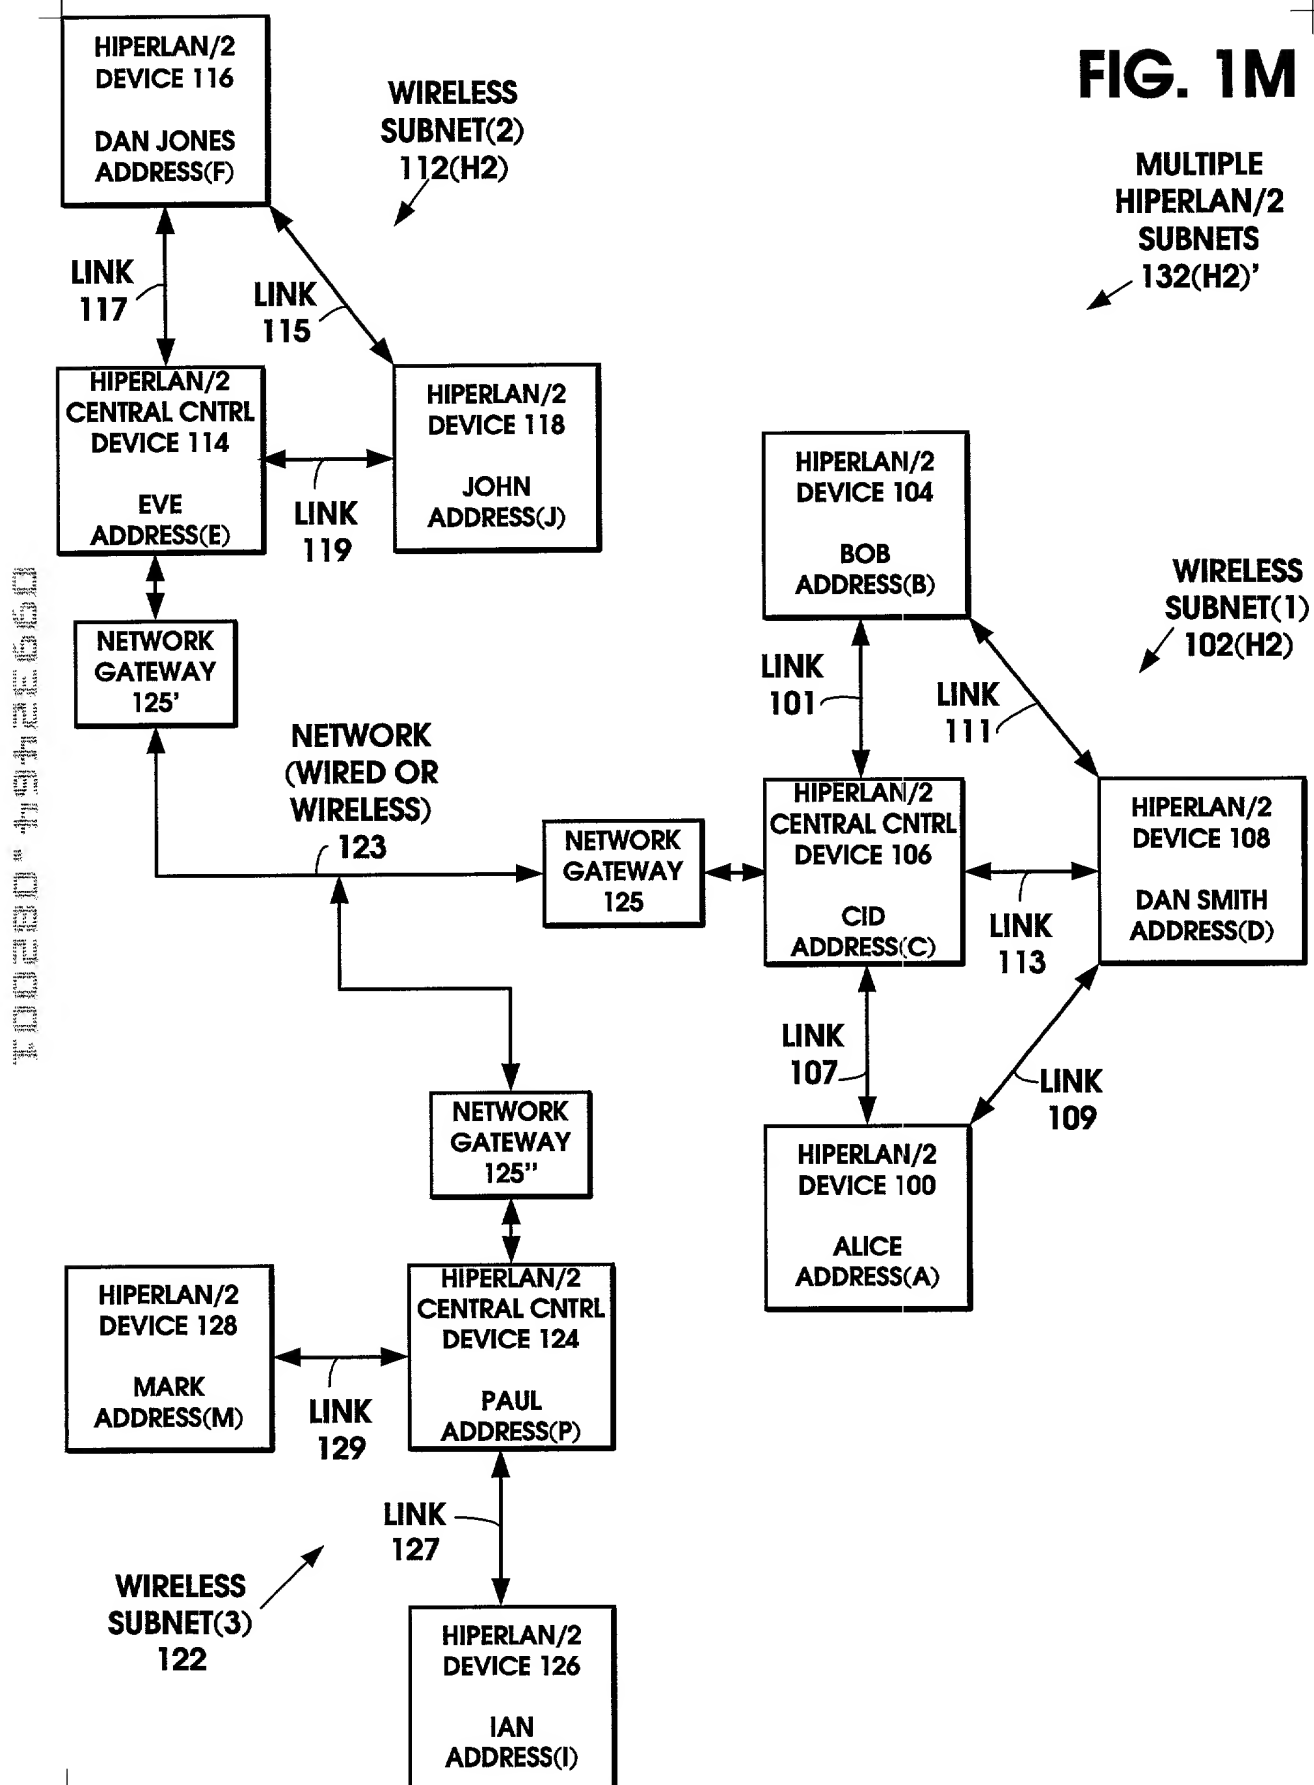 FIG. 1M
HIPERLAN/2
DEVICE 116
DAN JONES
ADDRESS(F)
WIRELESS
SUBNET(2)
112(H2)
MULTIPLE
HIPERLAN/2
SUBNETS
132(H2)'
LINK
117
LINK
115
HIPERLAN/2
CENTRAL CNTRL
DEVICE 114
EVE
ADDRESS(E)
LINK
119
HIPERLAN/2
DEVICE 118
JOHN
ADDRESS(J)
HIPERLAN/2
DEVICE 104
BOB
ADDRESS(B)
WIRELESS
SUBNET(1)
102(H2)
NETWORK
GATEWAY
125'
LINK
101
LINK
111
NETWORK
(WIRED OR
WIRELESS)
123
NETWORK
GATEWAY
125
HIPERLAN/2
CENTRAL CNTRL
DEVICE 106
CID
ADDRESS(C)
LINK
113
HIPERLAN/2
DEVICE 108
DAN SMITH
ADDRESS(D)
LINK
107
LINK
109
NETWORK
GATEWAY
125"
HIPERLAN/2
DEVICE 100
ALICE
ADDRESS(A)
HIPERLAN/2
DEVICE 128
MARK
ADDRESS(M)
LINK
129
HIPERLAN/2
CENTRAL CNTRL
DEVICE 124
PAUL
ADDRESS(P)
LINK
127
WIRELESS
SUBNET(3)
122
HIPERLAN/2
DEVICE 126
IAN
ADDRESS(I)